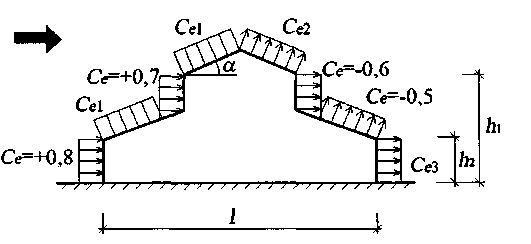 Ce1
Ce2
Ce=+0,7
α
Ce=-0,6
Ce1
Ce=-0,5
h1
Ce=+0,8
Ce3
h2
l